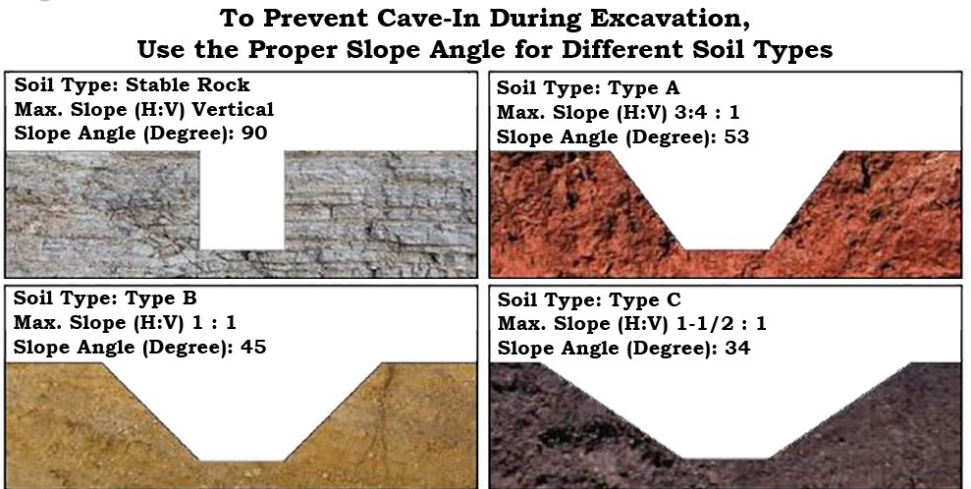 To Prevent Cave-In During Excavation,
Use the Proper Slope Angle for Different Soil Types
Soil Type: Stable Rock
Max. Slope (H:V) Vertical
Slope Angle (Degree): 90
Soil Type: Type A
Max. Slope (H:V) 3:4 : 1
Slope Angle (Degree): 53
Soil Type: Type B
Max. Slope (H:V) 1 : 1
Slope Angle (Degree): 45
Soil Type: Type C
Max. Slope (H:V) 1-1/2 : 1
Slope Angle (Degree): 34